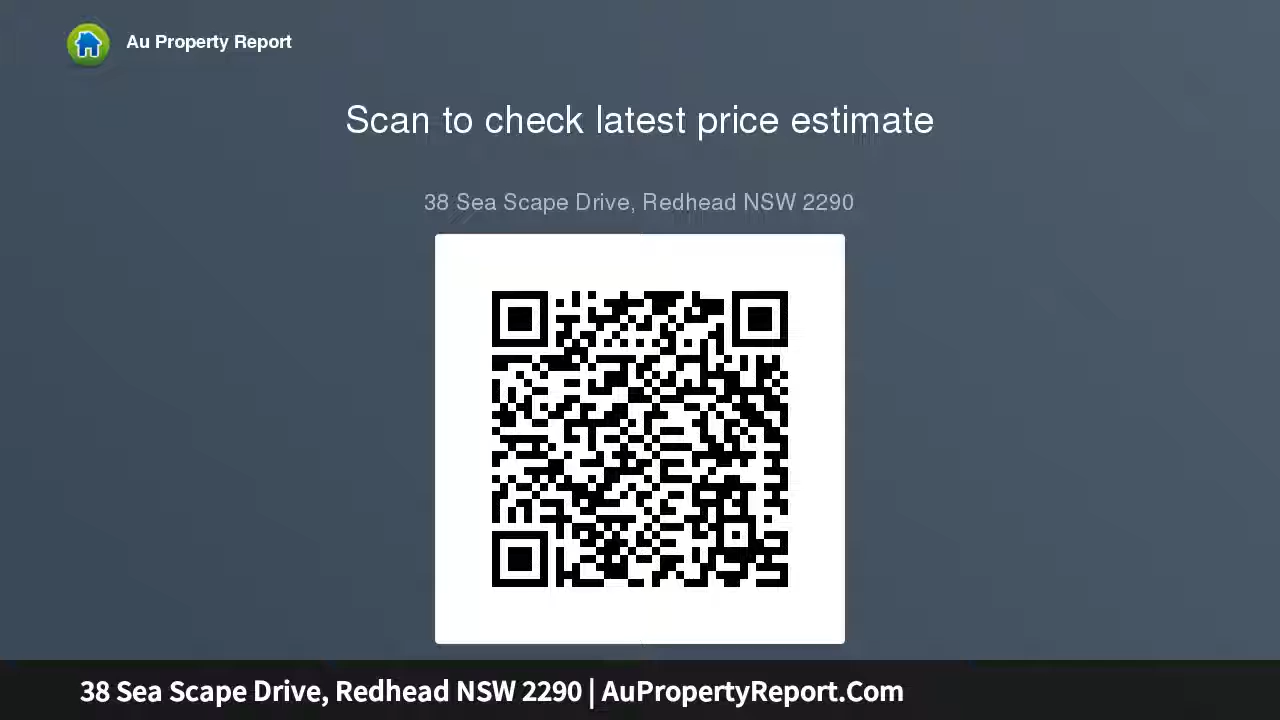 Au Property Report
Scan to check latest price estimate
38 Sea Scape Drive, Redhead NSW 2290
38 Sea Scape Drive, Redhead NSW 2290 | AuPropertyReport.Com